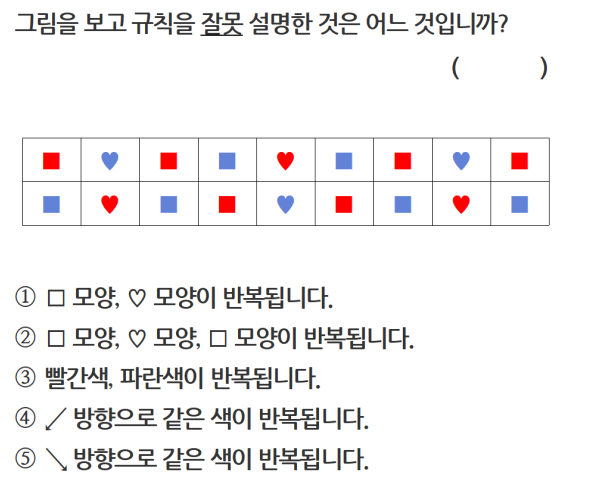 그림을 보고 규칙을 잘못 설명한 것은 어느 것입니까?
( )
① □ 모양, ♡ 모양이 반복됩니다.
② □ 모양, ♡ 모양, □ 모양이 반복됩니다.
③ 빨간색, 파란색이 반복됩니다.
④ ↙ 방향으로 같은 색이 반복됩니다.
⑤ ↘ 방향으로 같은 색이 반복됩니다.